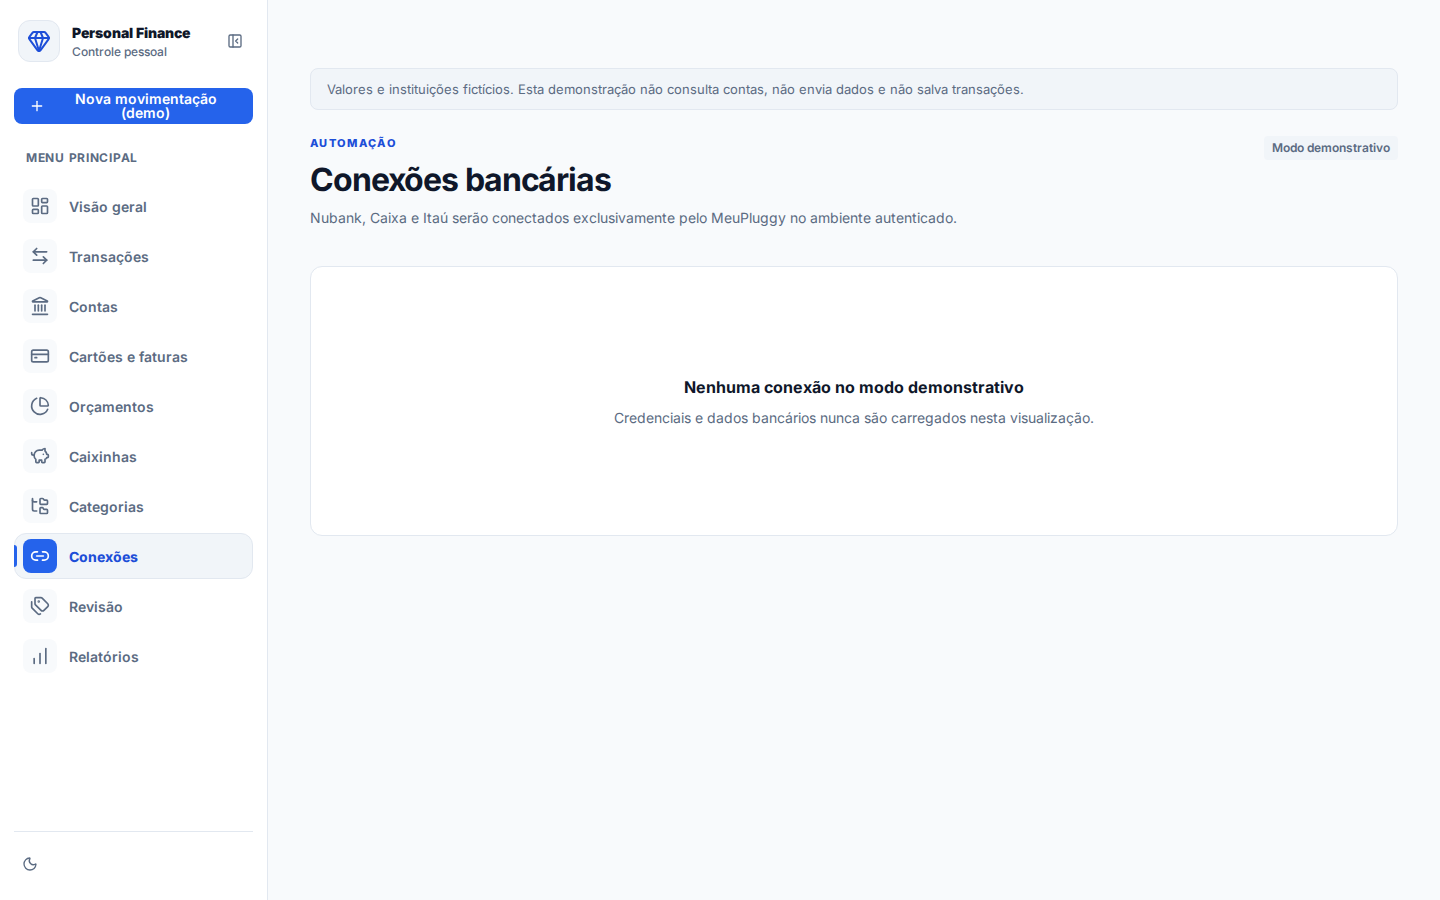 Personal Finance
Controle pessoal
Nova movimentação
(demo)
MENU PRINCIPAL
Visão geral
Transações
Contas
Cartões e faturas
Orçamentos
Caixinhas
Categorias
Conexões
Revisão
Relatórios
Valores e instituições fictícios. Esta demonstração não consulta contas, não envia dados e não salva transações.
AUTOMAÇÃO
Modo demonstrativo
Conexões bancárias
Nubank, Caixa e Itaú serão conectados exclusivamente pelo MeuPluggy no ambiente autenticado.
Nenhuma conexão no modo demonstrativo
Credenciais e dados bancários nunca são carregados nesta visualização.